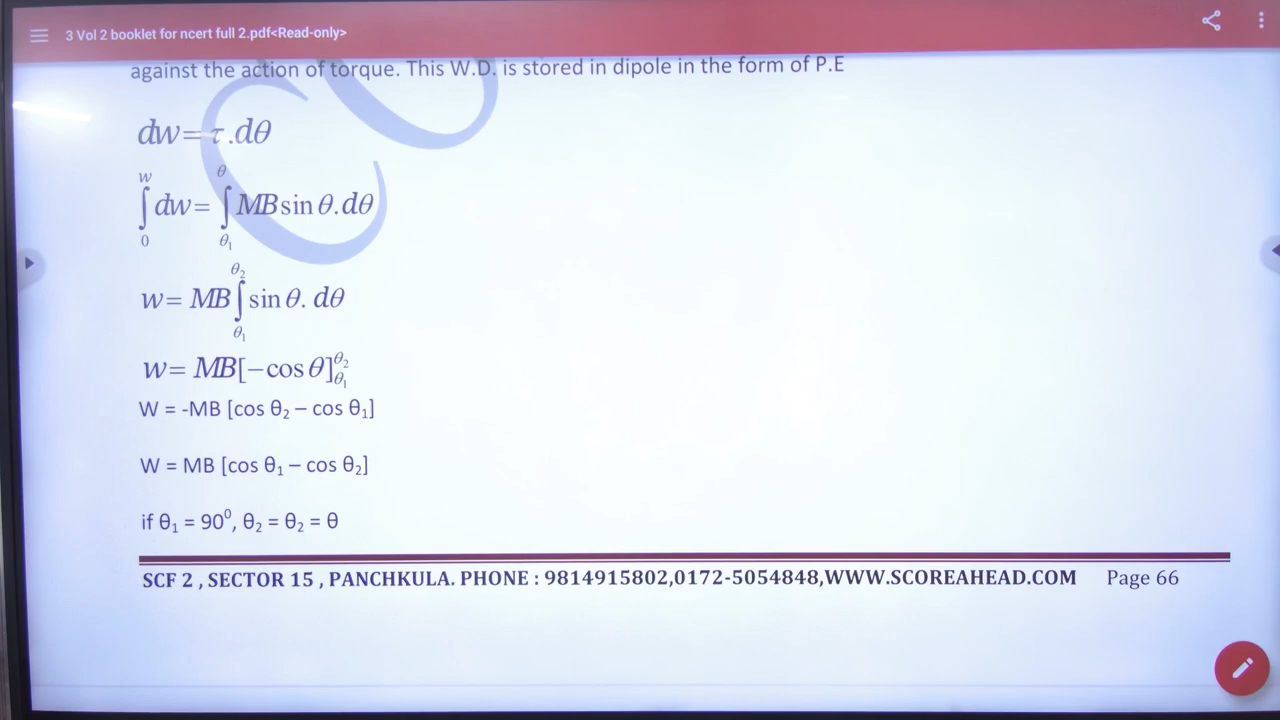 3 Vol 2 booklet for ncert full 2.pdf<Read-only>
against the action of torque. This W.D. is stored in dipole in the form of P.E
dw= τ.dθ
∫₀ʷ dw= ∫_θ₁^θ MB sin θ.dθ
w= MB ∫_θ₁^θ₂ sin θ. dθ
w= MB[−cos θ]_θ₁^θ₂
W = -MB [cos θ₂ – cos θ₁]
W = MB [cos θ₁ – cos θ₂]
if θ₁ = 90⁰, θ₂ = θ₂ = θ
SCF 2 , SECTOR 15 , PANCHKULA. PHONE : 9814915802,0172-5054848,WWW.SCOREAHEAD.COM Page 66